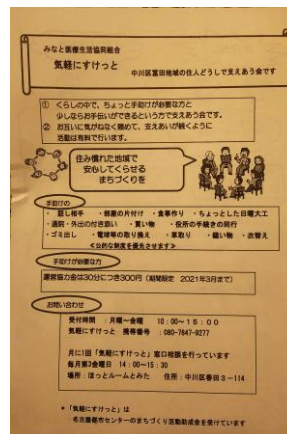 みなと医療生活協同組合
気軽にすけっと　中川区富田地域の住人どうしで支えあう会です
① くらしの中で、ちょっと手助けが必要な方と
少しならお手伝いができるという方で支えあう会です。
② お互いに気がねなく頼めて、支えあいが続くように
活動は有料で行います。
住み慣れた地域で
安心してくらせる
まちづくりを
手助けの
・話し相手　・部屋の片付け　・食事作り　・ちょっとした日曜大工
・通院・外出の付き添い　・買い物　・役所の手続きの同行
・ゴミ出し　・電球等の取り換え　・草取り　・縫い物　・衣替え
≪公的な制度を優先させます≫
手助けが必要な方
運営協力金は30分につき300円（期間限定　2021年3月まで）
お問い合わせ
受付時間　：月曜～金曜　10：00～15：00
気軽にすけっと　携帯番号　：080-7847-9277
月に1回「気軽にすけっと」窓口相談を行っています
毎月第3金曜日　14：00～15：30
場所：ほっとルームとみた　住所：中川区春田3－114
＊「気軽にすけっと」は
名古屋都市センターのまちづくり活動助成金を受けています